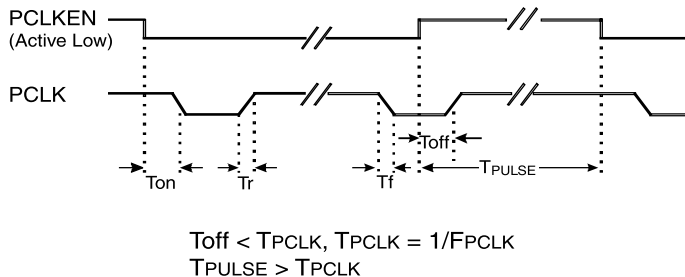 PCLKEN
(Active Low)
PCLK
Toff
Ton
Tr
Tf
TPULSE
Toff < TPCLK, TPCLK = 1/FPCLK
TPULSE > TPCLK